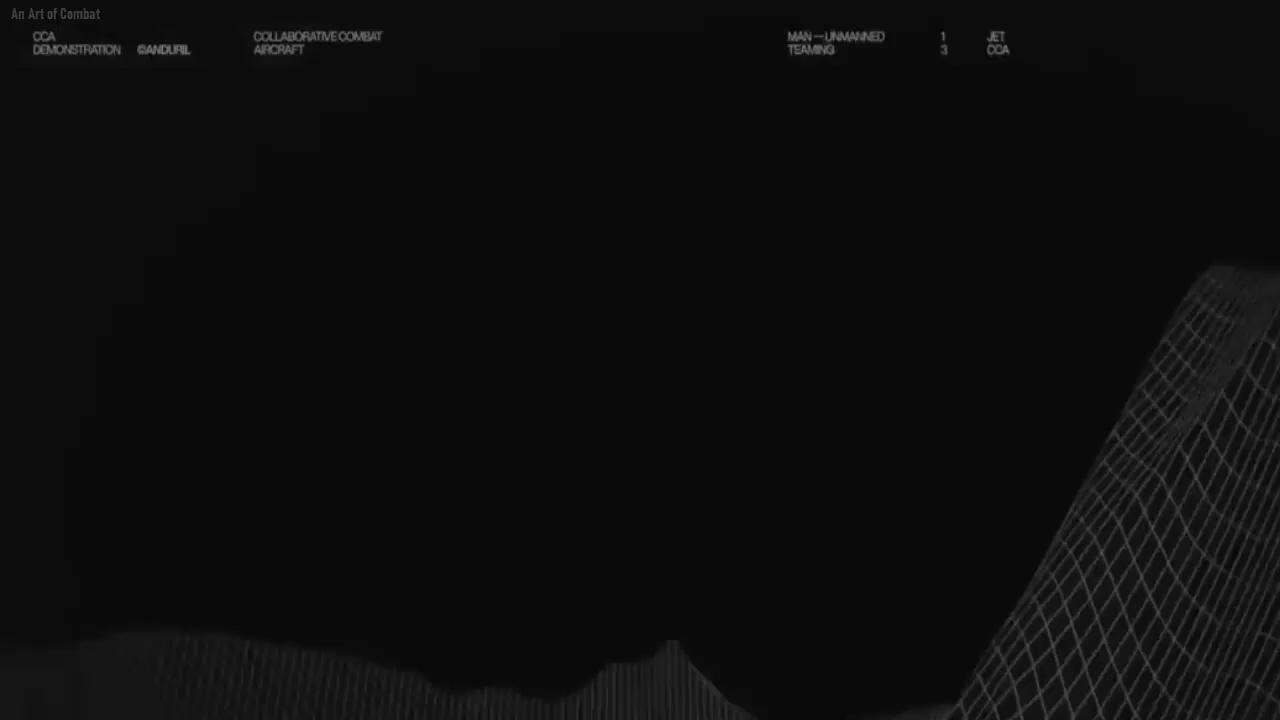 An Art of Combat
CCA
DEMONSTRATION ©ANDURIL
COLLABORATIVE COMBAT
AIRCRAFT
MAN — UNMANNED
TEAMING
1 JET
3 CCA